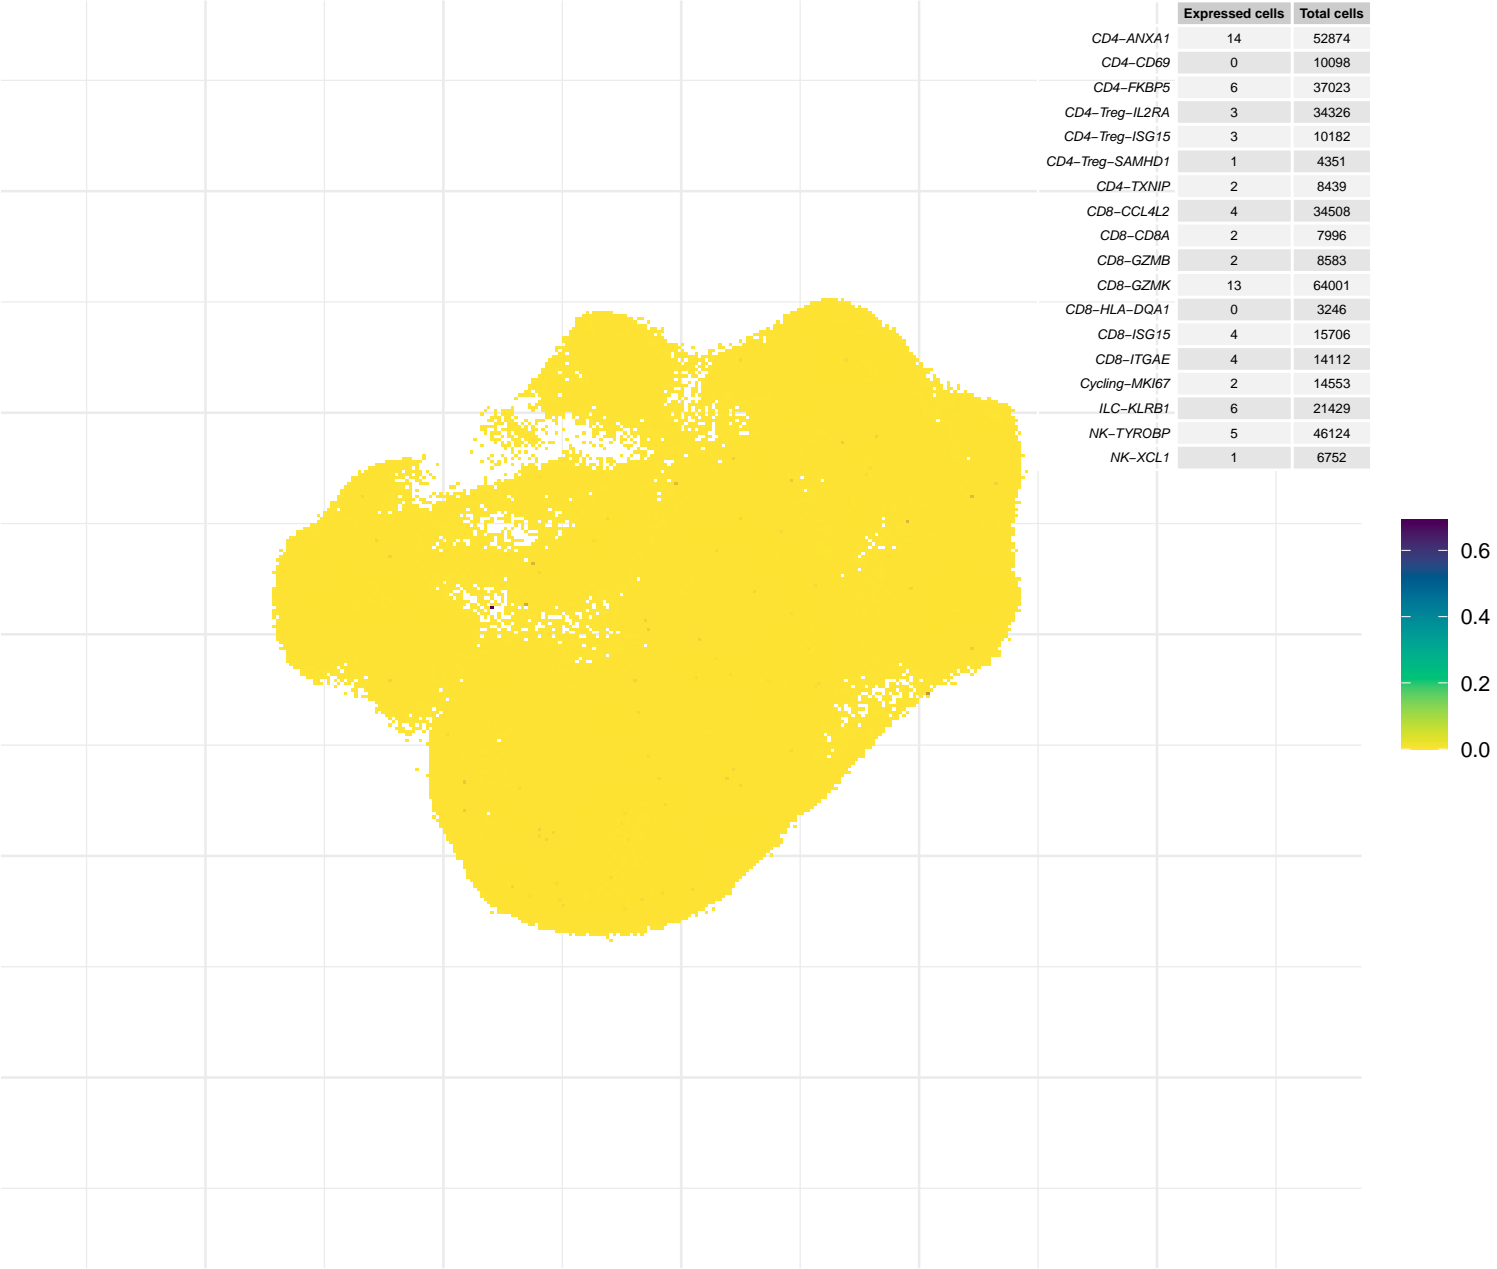 Expressed cells Total cells
CD4−ANXA1 14 52874
CD4−CD69 0 10098
CD4−FKBP5 6 37023
CD4−Treg−IL2RA 3 34326
CD4−Treg−ISG15 3 10182
CD4−Treg−SAMHD1 1 4351
CD4−TXNIP 2 8439
CD8−CCL4L2 4 34508
CD8−CD8A 2 7996
CD8−GZMB 2 8583
CD8−GZMK 13 64001
CD8−HLA−DQA1 0 3246
CD8−ISG15 4 15706
CD8−ITGAE 4 14112
Cycling−MKI67 2 14553
ILC−KLRB1 6 21429
NK−TYROBP 5 46124
NK−XCL1 1 6752
0.6
0.4
0.2
0.0